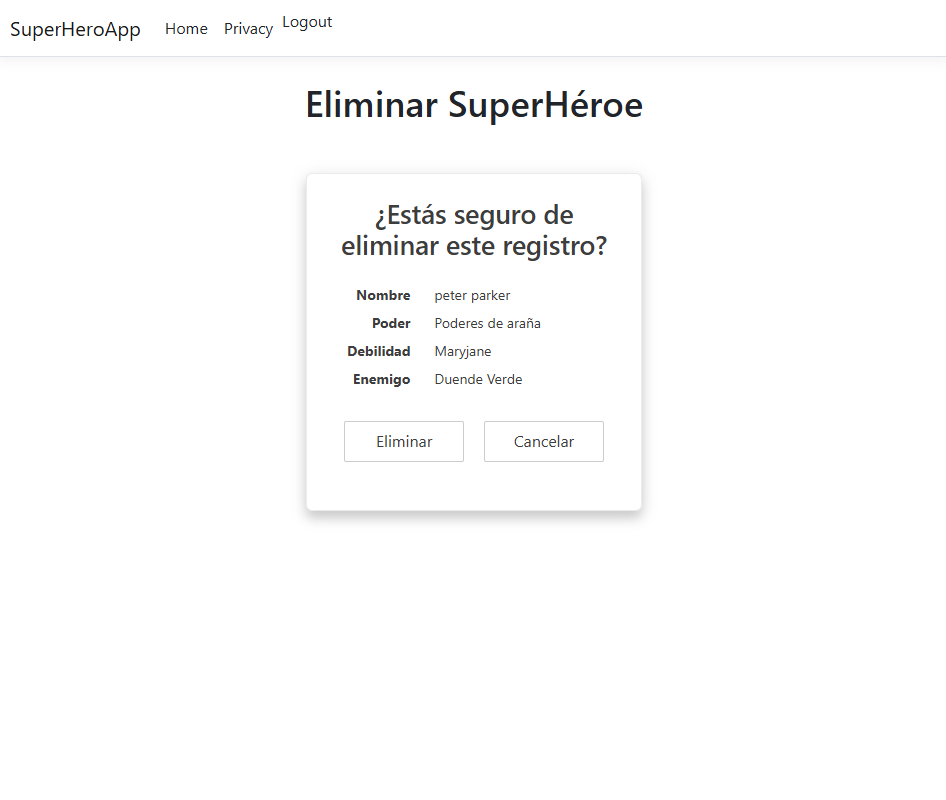 SuperHeroApp Home Privacy Logout
Eliminar SuperHéroe
¿Estás seguro de
eliminar este registro?
Nombre peter parker
Poder Poderes de araña
Debilidad Maryjane
Enemigo Duende Verde
Eliminar Cancelar